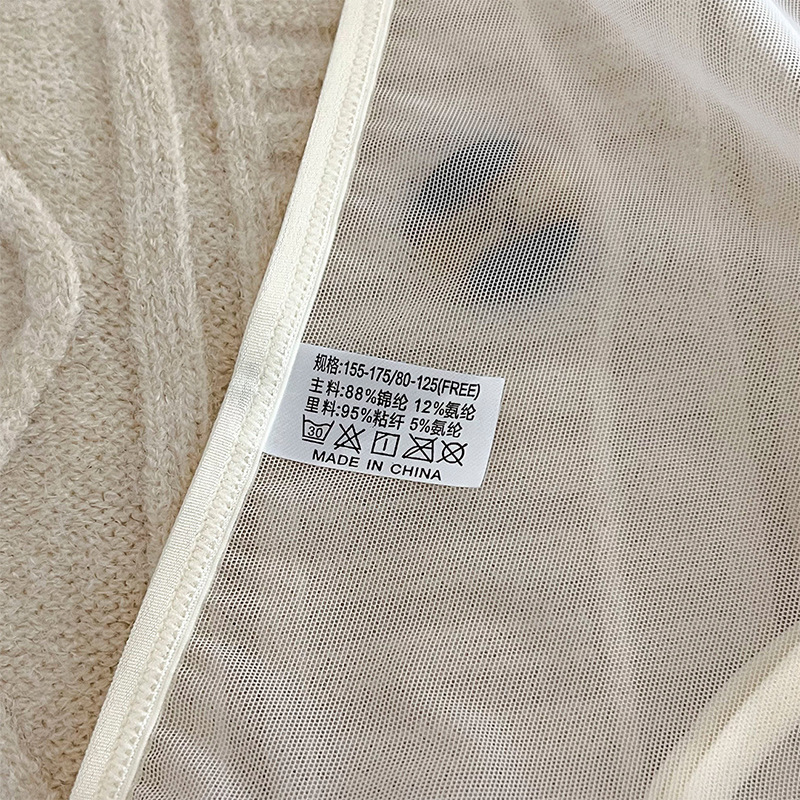 规格:155-175/80-125(FREE)
主料:88%锦纶 12%氨纶
里料:95%粘纤 5%氨纶
30
MADE IN CHINA